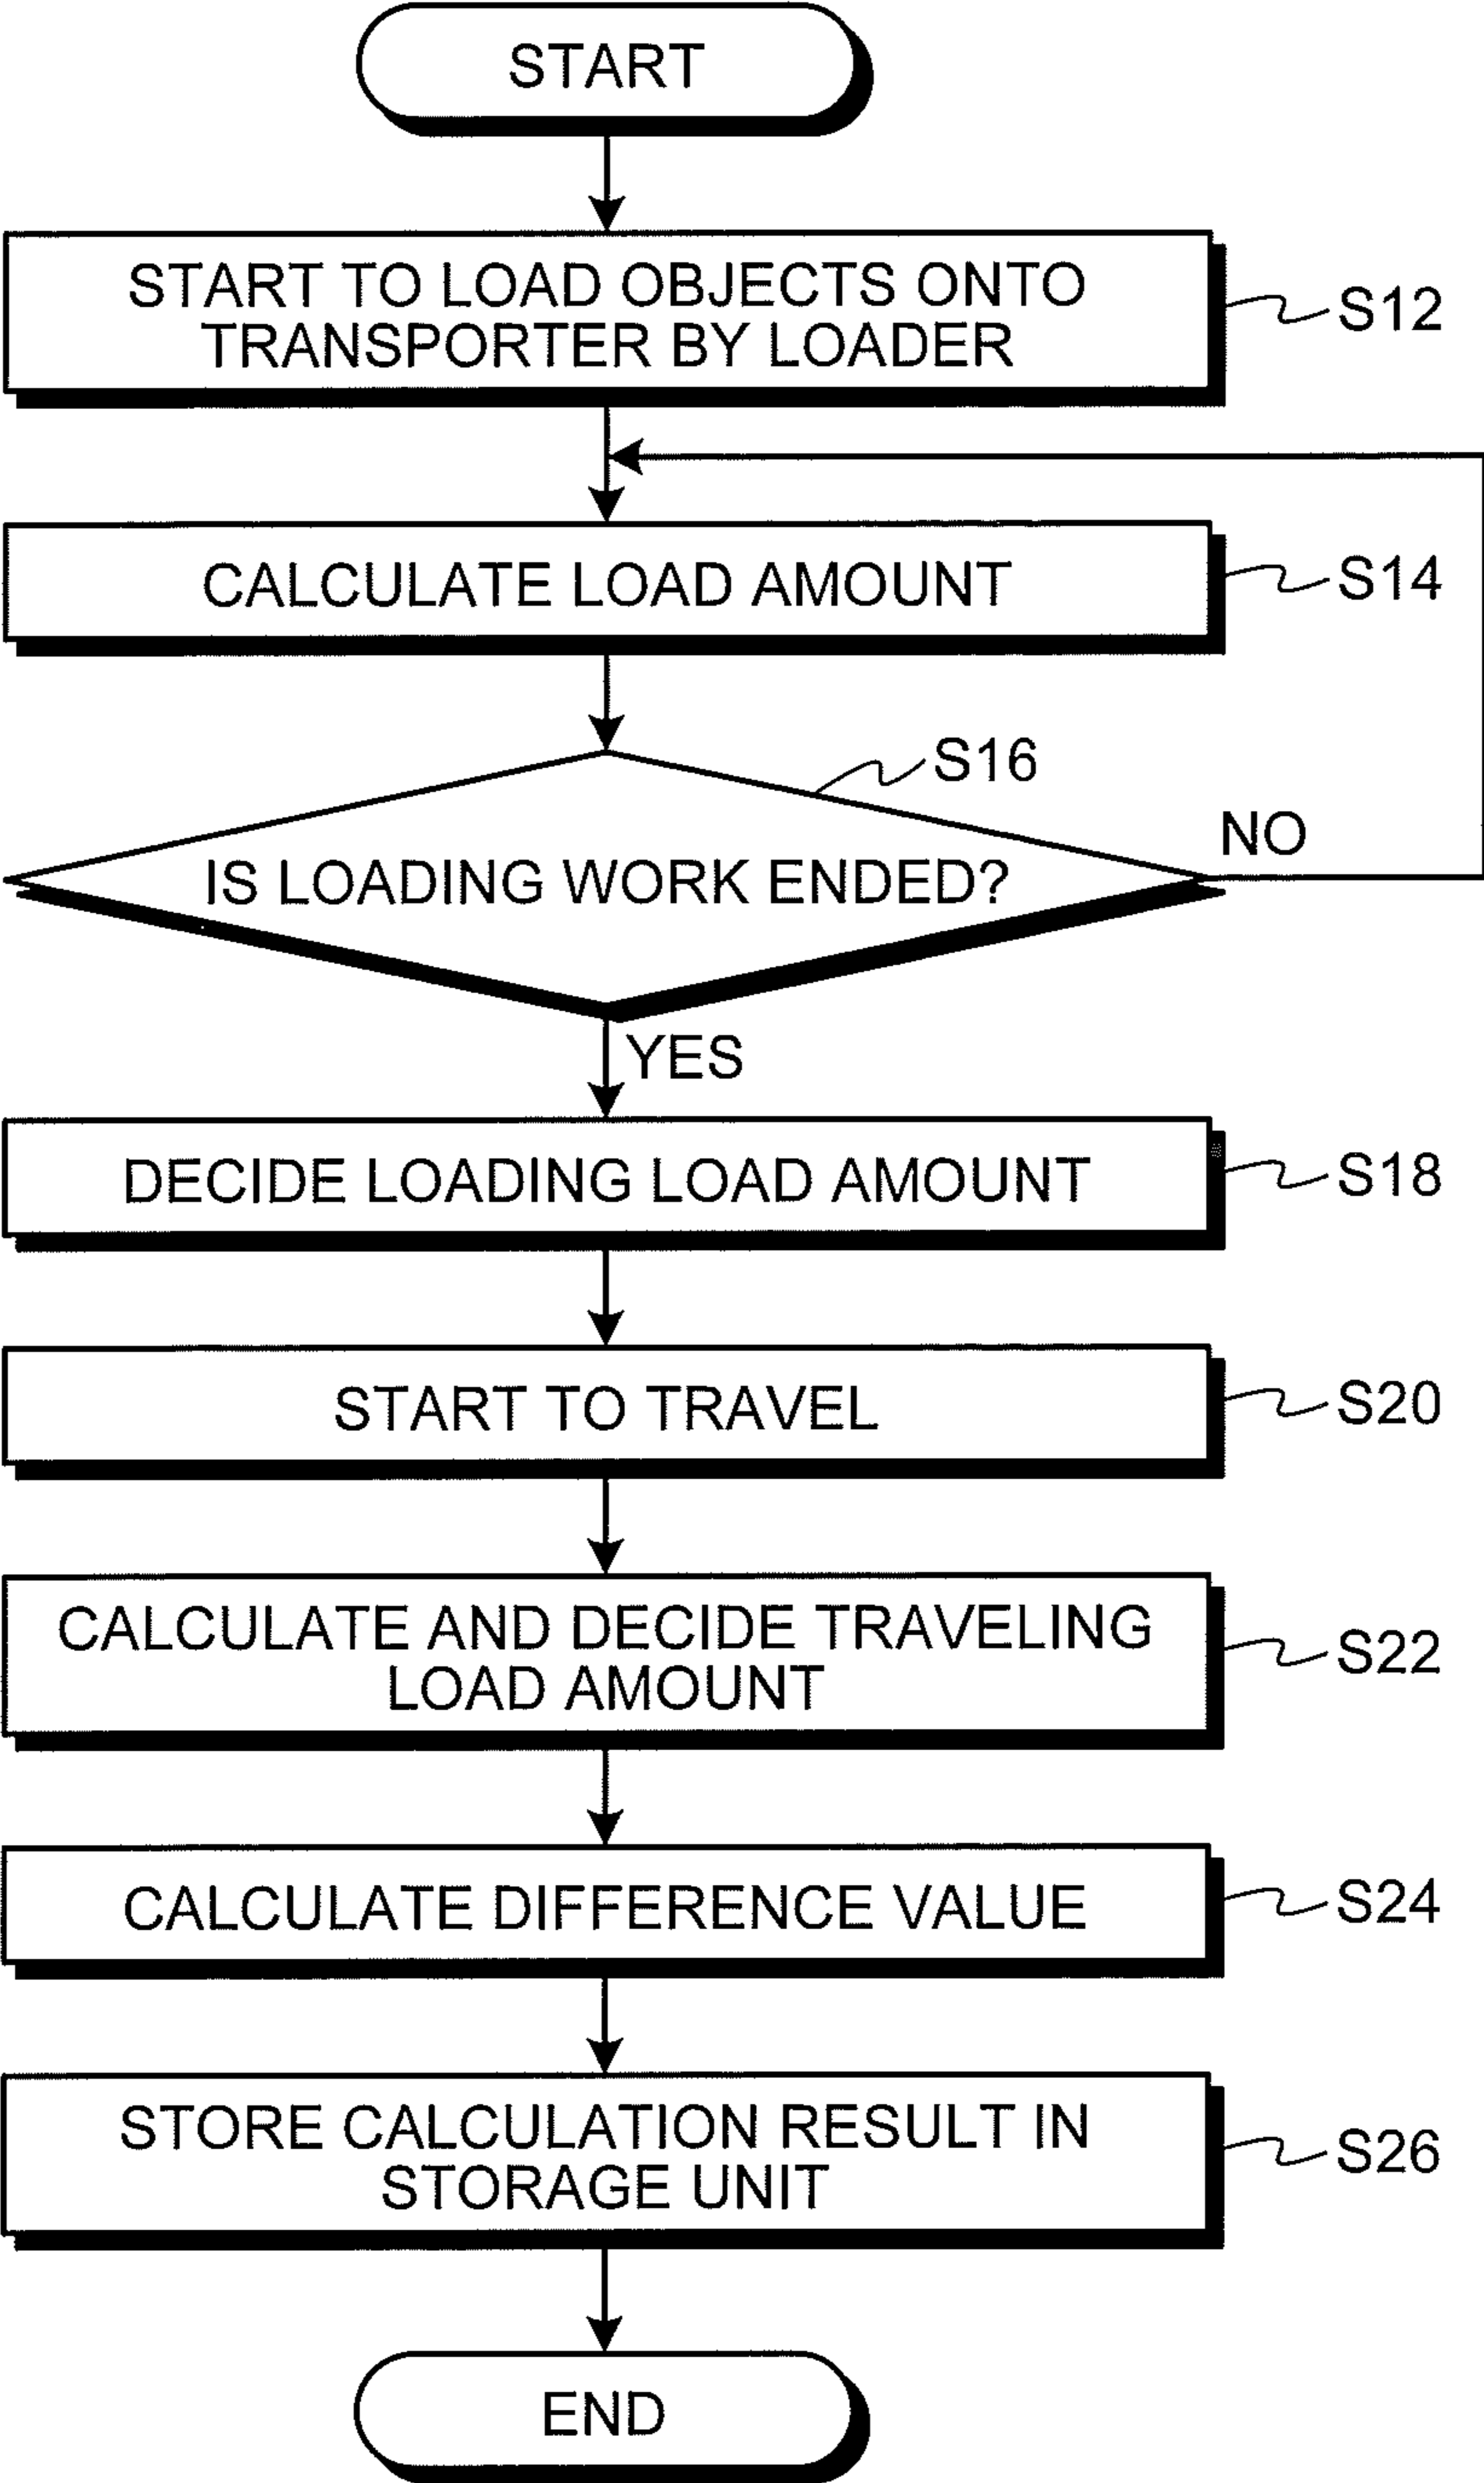 START
START TO LOAD OBJECTS ONTO
TRANSPORTER BY LOADER
S12
CALCULATE LOAD AMOUNT
S14
S16
IS LOADING WORK ENDED?
NO
YES
DECIDE LOADING LOAD AMOUNT
S18
START TO TRAVEL
S20
CALCULATE AND DECIDE TRAVELING
LOAD AMOUNT
S22
CALCULATE DIFFERENCE VALUE
S24
STORE CALCULATION RESULT IN
STORAGE UNIT
S26
END